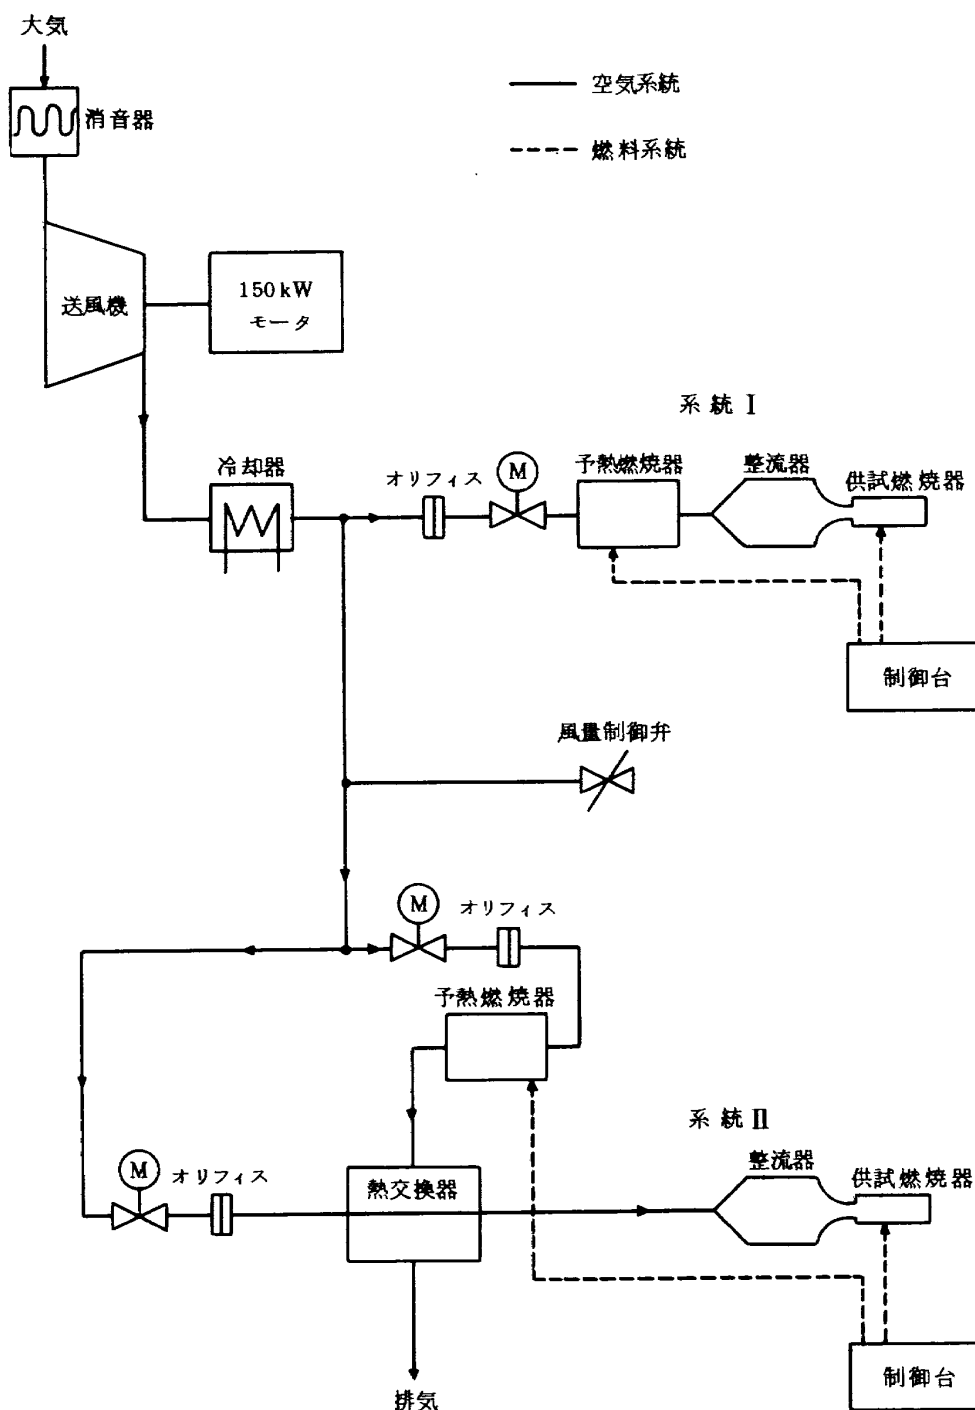 大気
消音器
空気系統
燃料系統
送風機
150kW
モータ
系統 Ⅰ
冷却器
オリフィス
M
予熱燃焼器
整流器
供試燃焼器
制御台
風量制御弁
M
オリフィス
予熱燃焼器
系統 Ⅱ
M
オリフィス
熱交換器
整流器
供試燃焼器
制御台
排気